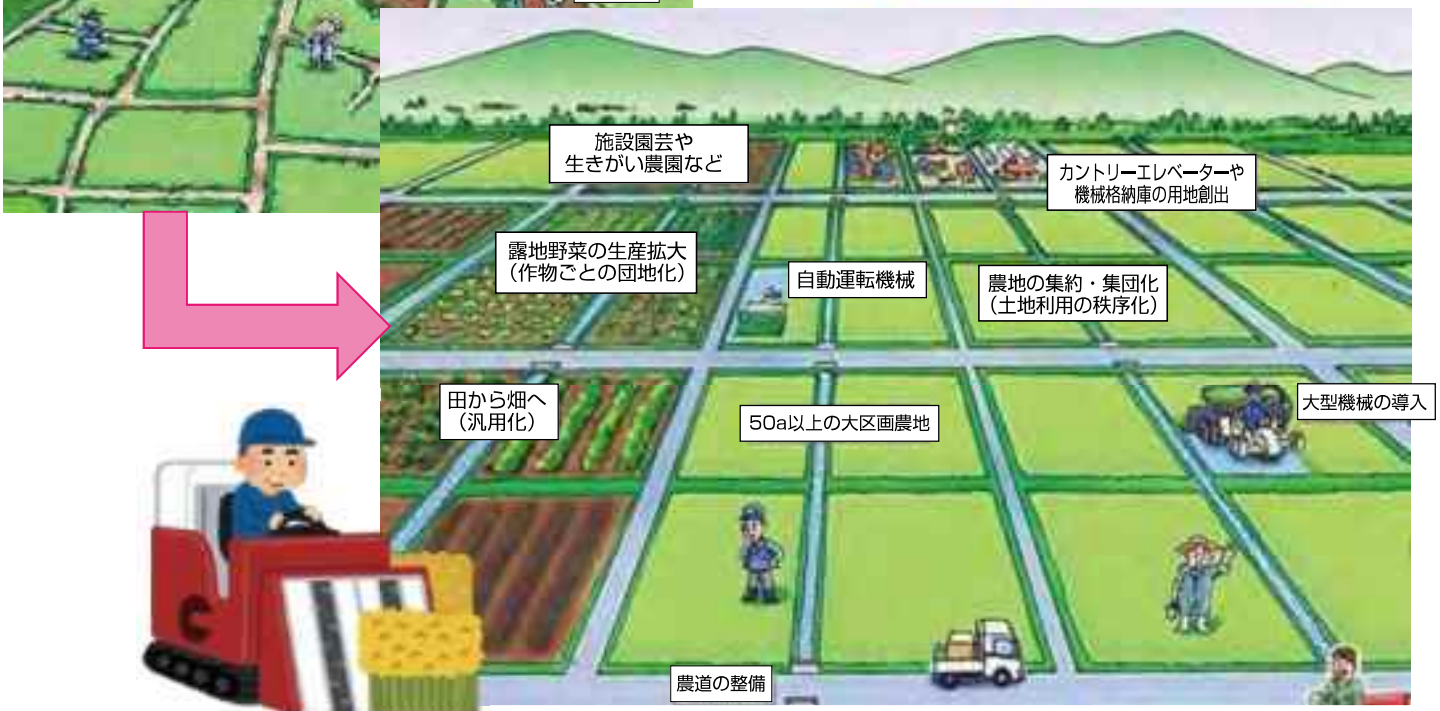 施設園芸や
生きがい農園など
カントリーエレベーターや
機械格納庫の用地創出
露地野菜の生産拡大
（作物ごとの団地化）
自動運転機械
農地の集約・集団化
（土地利用の秩序化）
田から畑へ
（汎用化）
50a以上の大区画農地
大型機械の導入
農道の整備
C